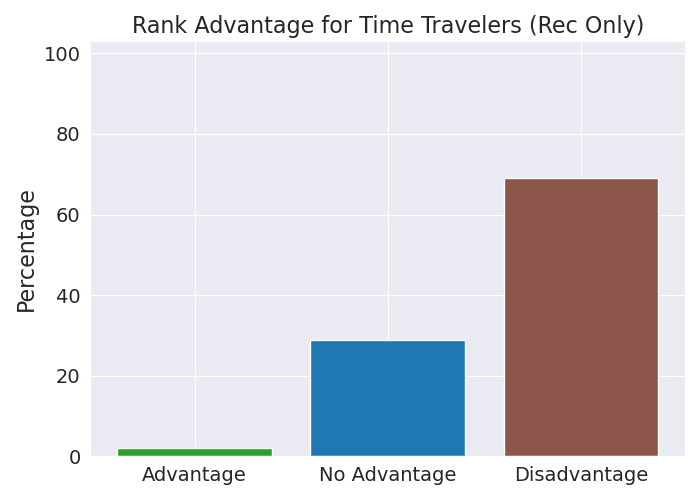 Rank Advantage for Time Travelers (Rec Only)
Percentage
100
80
60
40
20
0
Advantage
No Advantage
Disadvantage